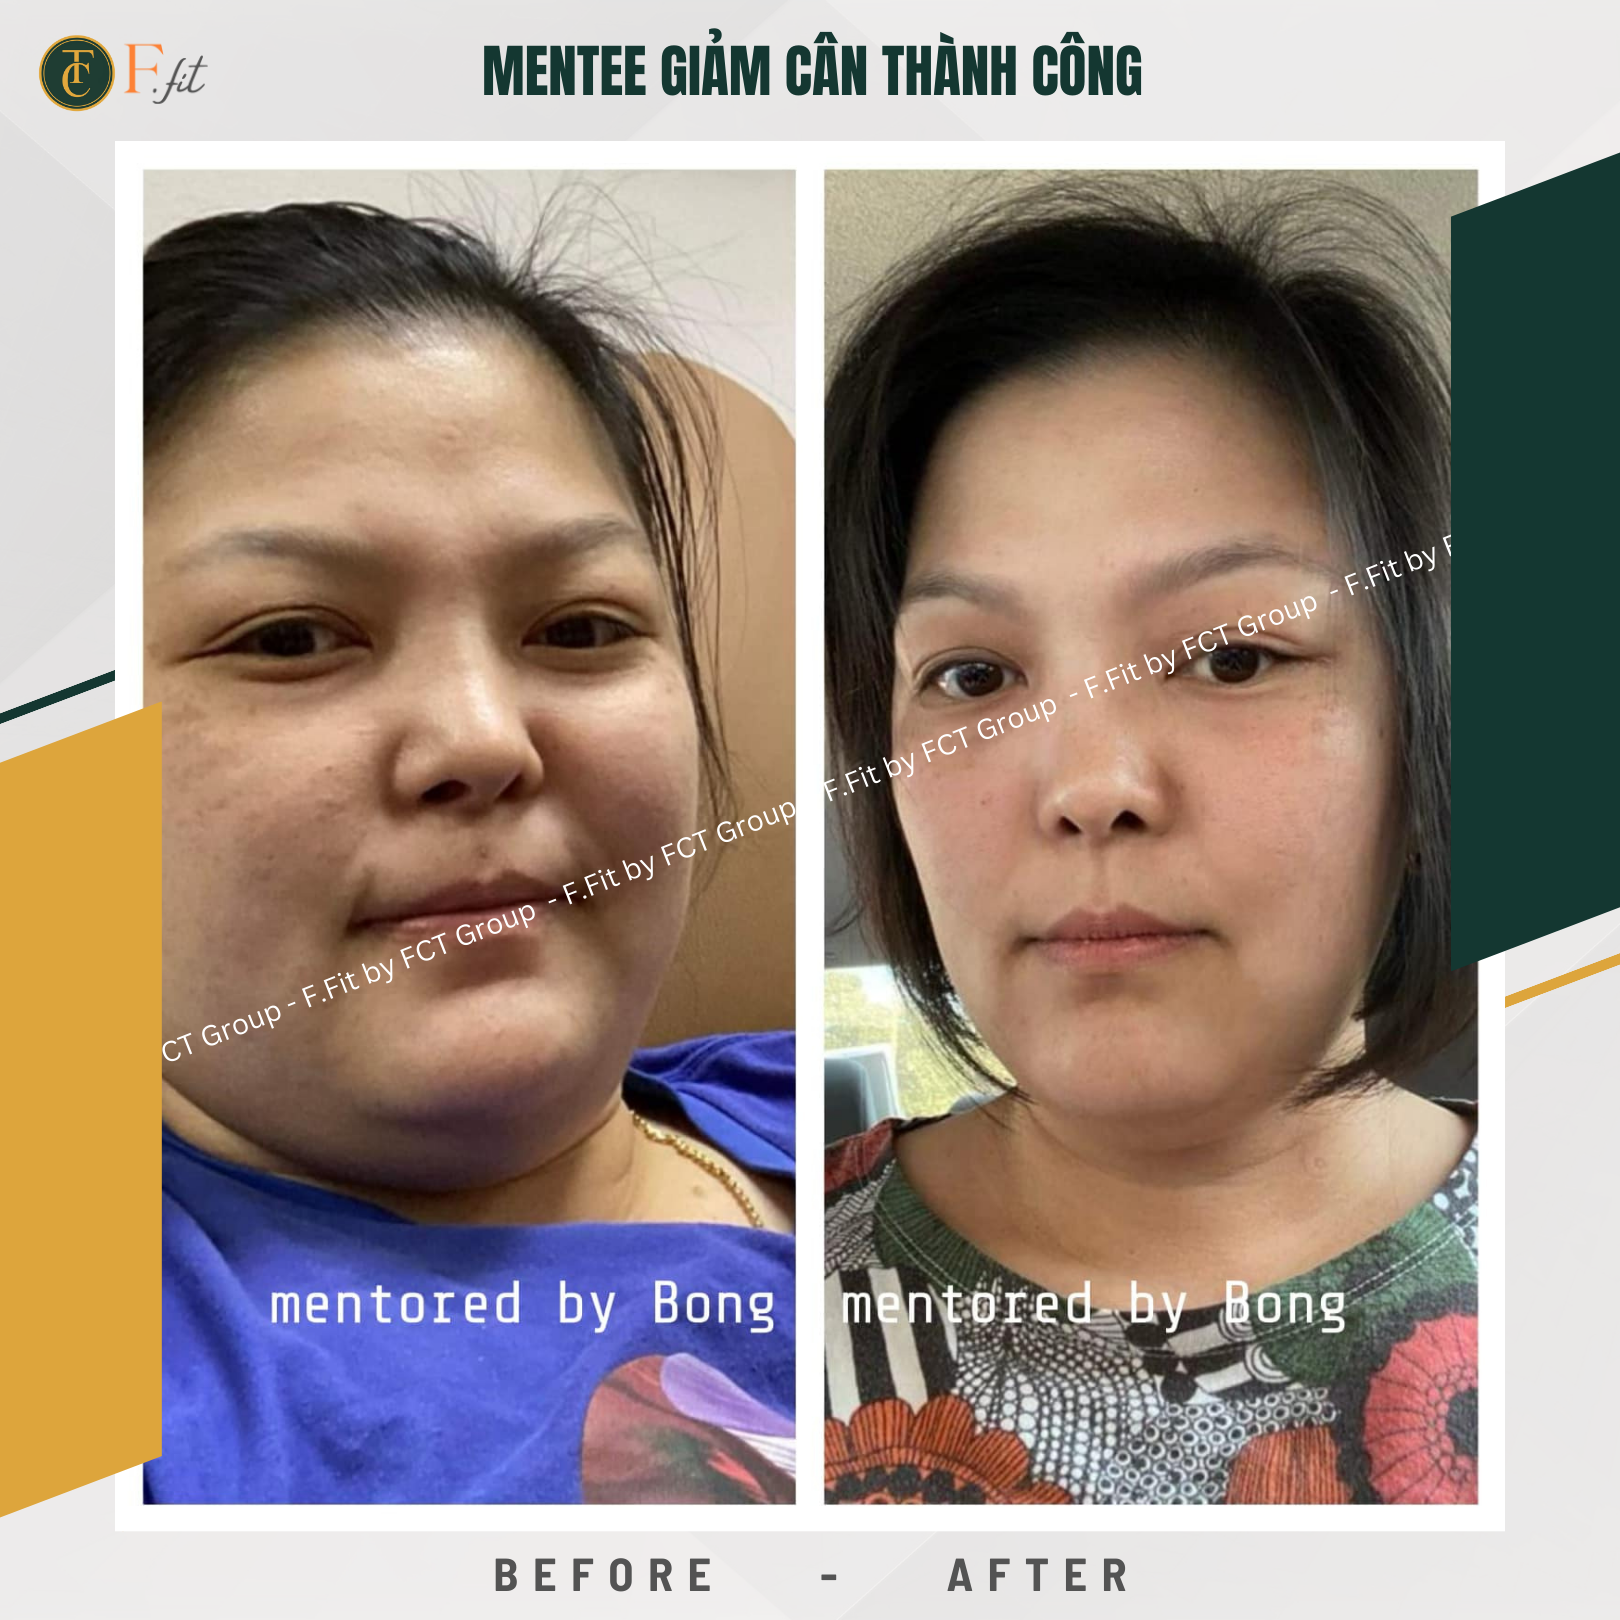 F.fit
MENTEE GIẢM CÂN THÀNH CÔNG
CT Group - F.Fit by FCT Group - F.Fit by FCT Group
F.Fit by FCT Group - F.Fit by FCT Group - F.Fit by F
mentored by Bong
mentored by Bong
BEFORE - AFTER